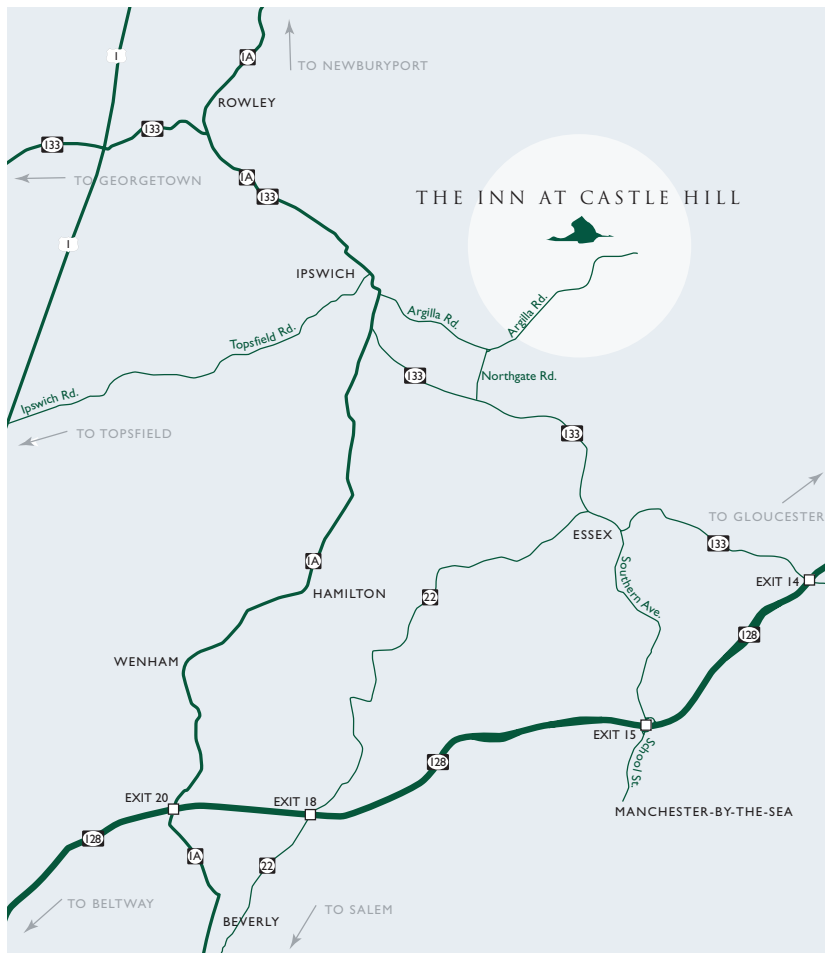 1
1A
TO NEWBURYPORT
ROWLEY
133
133
TO GEORGETOWN
1A
133
THE INN AT CASTLE HILL
1
IPSWICH
Argilla Rd.
Argilla Rd.
Topsfield Rd.
133
Northgate Rd.
Ipswich Rd.
TO TOPSFIELD
133
TO GLOUCESTER
ESSEX
133
1A
Southern Ave.
EXIT 14
HAMILTON
22
128
WENHAM
EXIT 15
School St.
128
EXIT 20
EXIT 18
MANCHESTER-BY-THE-SEA
128
1A
22
TO BELTWAY
TO SALEM
BEVERLY